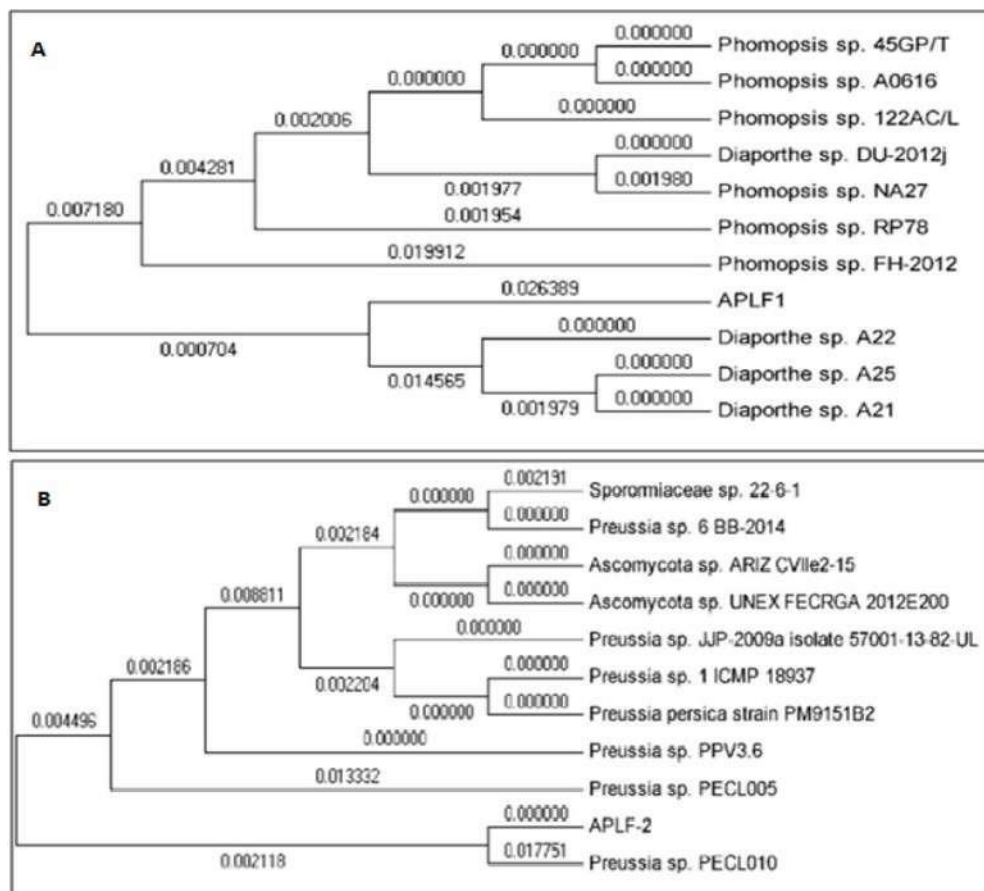 A
0.000000
0.000000
Phomopsis sp. 45GP/T
0.000000
0.000000
Phomopsis sp. A0616
0.002006
0.000000
Phomopsis sp. 122AC/L
0.004281
0.000000
Diaporthe sp. DU-2012j
0.001977
0.001980
Phomopsis sp. NA27
0.007180
0.001954
Phomopsis sp. RP78
0.019912
Phomopsis sp. FH-2012
0.026389
APLF1
0.000704
0.000000
Diaporthe sp. A22
0.014565
0.000000
Diaporthe sp. A25
0.001979
0.000000
Diaporthe sp. A21
B
0.000000
0.002191
Sporormiaceae sp. 22-6-1
0.002184
0.000000
Preussia sp. 6 BB-2014
0.000000
Ascomycota sp. ARIZ CVIIe2-15
0.008811
0.000000
0.000000
Ascomycota sp. UNEX FECRGA 2012E200
0.000000
Preussia sp. JJP-2009a isolate 57001-13-82-UL
0.002186
0.002204
0.000000
Preussia sp. 1 ICMP 18937
0.000000
0.000000
Preussia persica strain PM9151B2
0.004496
0.000000
Preussia sp. PPV3.6
0.013332
Preussia sp. PECL005
0.000000
APLF-2
0.002118
0.017751
Preussia sp. PECL010